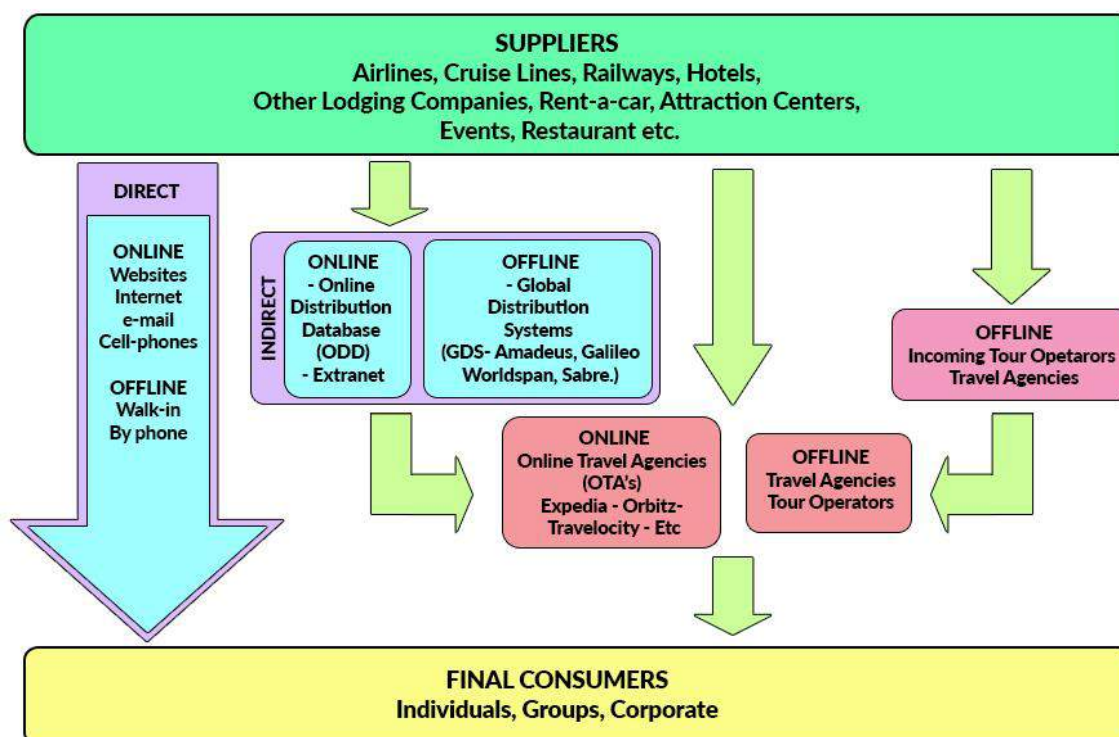 SUPPLIERS
Airlines, Cruise Lines, Railways, Hotels,
Other Lodging Companies, Rent-a-car, Attraction Centers,
Events, Restaurant etc.
DIRECT
ONLINE
Websites
Internet
e-mail
Cell-phones
OFFLINE
Walk-in
By phone
INDIRECT
ONLINE
- Online
Distribution
Database
(ODD)
- Extranet
OFFLINE
- Global
Distribution
Systems
(GDS- Amadeus, Galileo
Worldspan, Sabre.)
OFFLINE
Incoming Tour Opetarors
Travel Agencies
ONLINE
Online Travel Agencies
(OTA's)
Expedia - Orbitz-
Travelocity - Etc
OFFLINE
Travel Agencies
Tour Operators
FINAL CONSUMERS
Individuals, Groups, Corporate